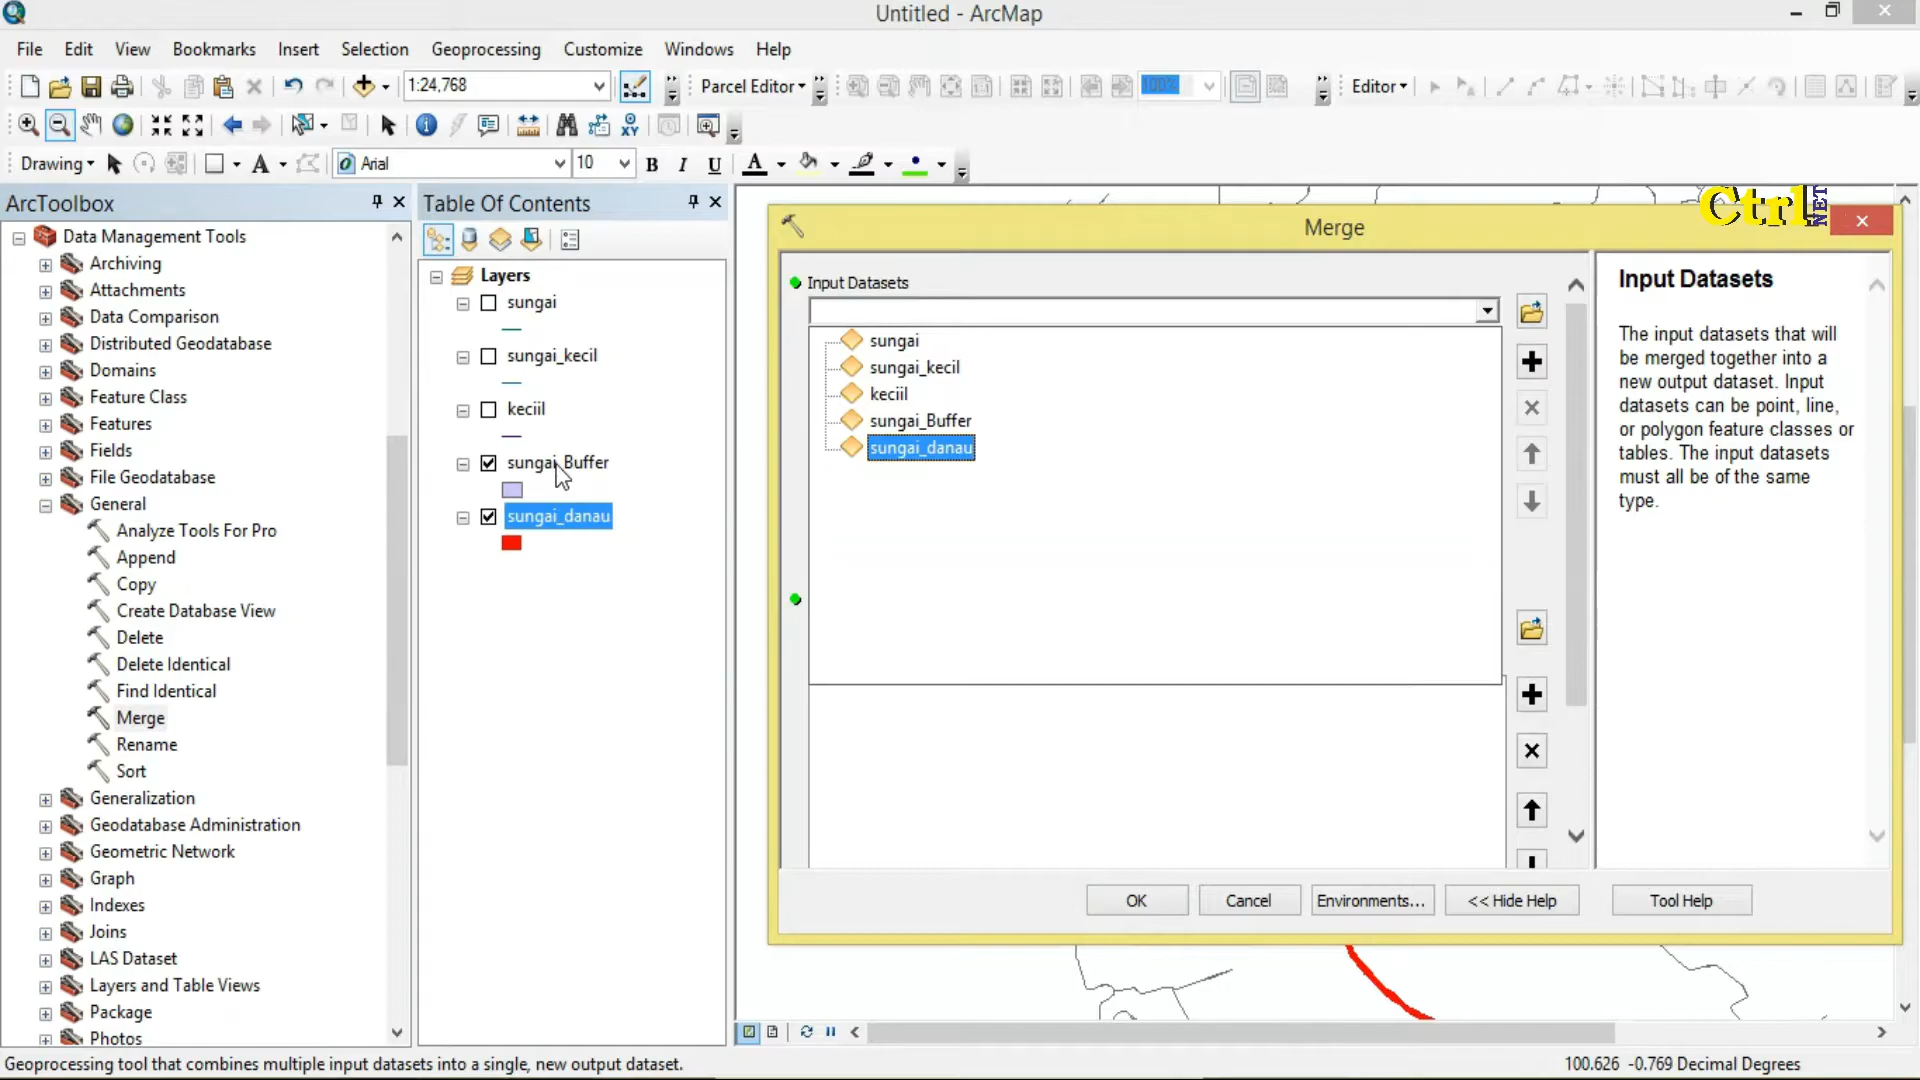 Untitled - ArcMap
File Edit View Bookmarks Insert Selection Geoprocessing Customize Windows Help
1:24,768 Parcel Editor 100% Editor
XY
Drawing A Arial 10 B I U A
ArcToolbox
Data Management Tools
Archiving
Attachments
Data Comparison
Distributed Geodatabase
Domains
Feature Class
Features
Fields
File Geodatabase
General
Analyze Tools For Pro
Append
Copy
Create Database View
Delete
Delete Identical
Find Identical
Merge
Rename
Sort
Generalization
Geodatabase Administration
Geometric Network
Graph
Indexes
Joins
LAS Dataset
Layers and Table Views
Package
Photos
Table Of Contents
Layers
sungai
sungai_kecil
keciil
sungai_Buffer
sungai_danau
Ctrl NET
Merge
Input Datasets
sungai
sungai_kecil
keciil
sungai_Buffer
sungai_danau
OK Cancel Environments... << Hide Help Tool Help
Input Datasets
The input datasets that will
be merged together into a
new output dataset. Input
datasets can be point, line,
or polygon feature classes or
tables. The input datasets
must all be of the same
type.
Geoprocessing tool that combines multiple input datasets into a single, new output dataset.
100.626 -0.769 Decimal Degrees